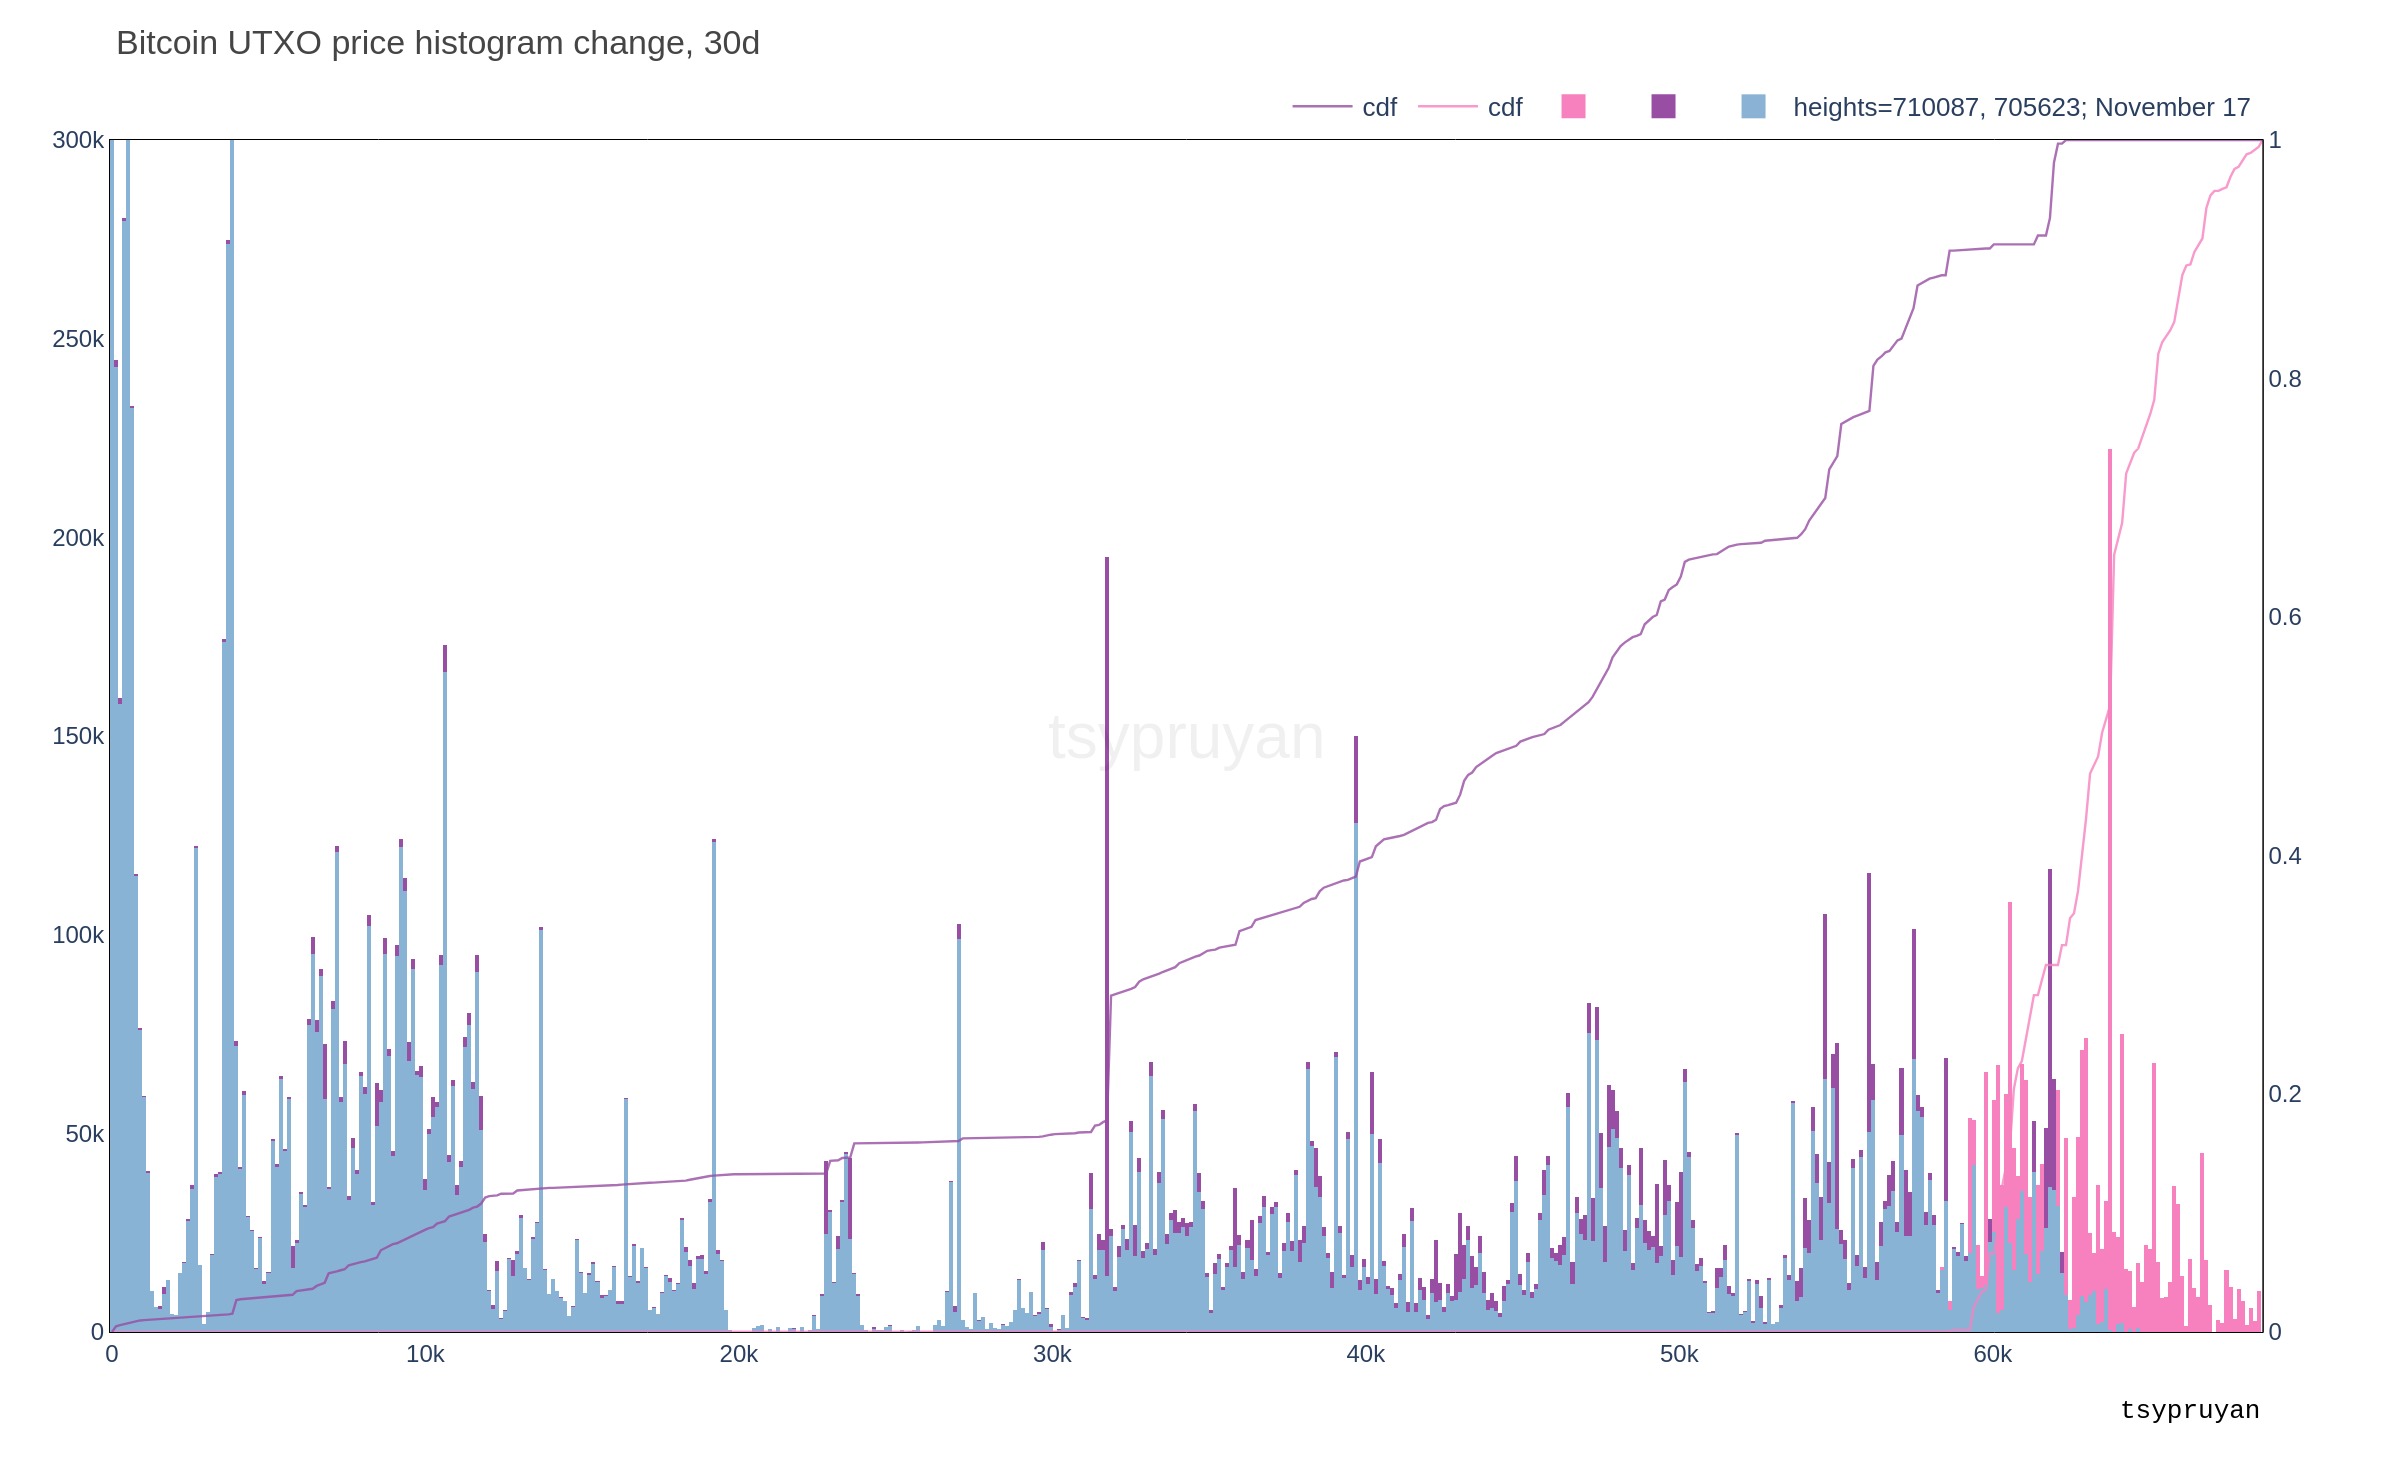 Bitcoin UTXO price histogram change, 30d
cdf cdf heights=710087, 705623; November 17
300k 1
250k
0.8
200k
0.6
tsypruyan
150k
0.4
100k
0.2
50k
0 0
0 10k 20k 30k 40k 50k 60k
tsypruyan